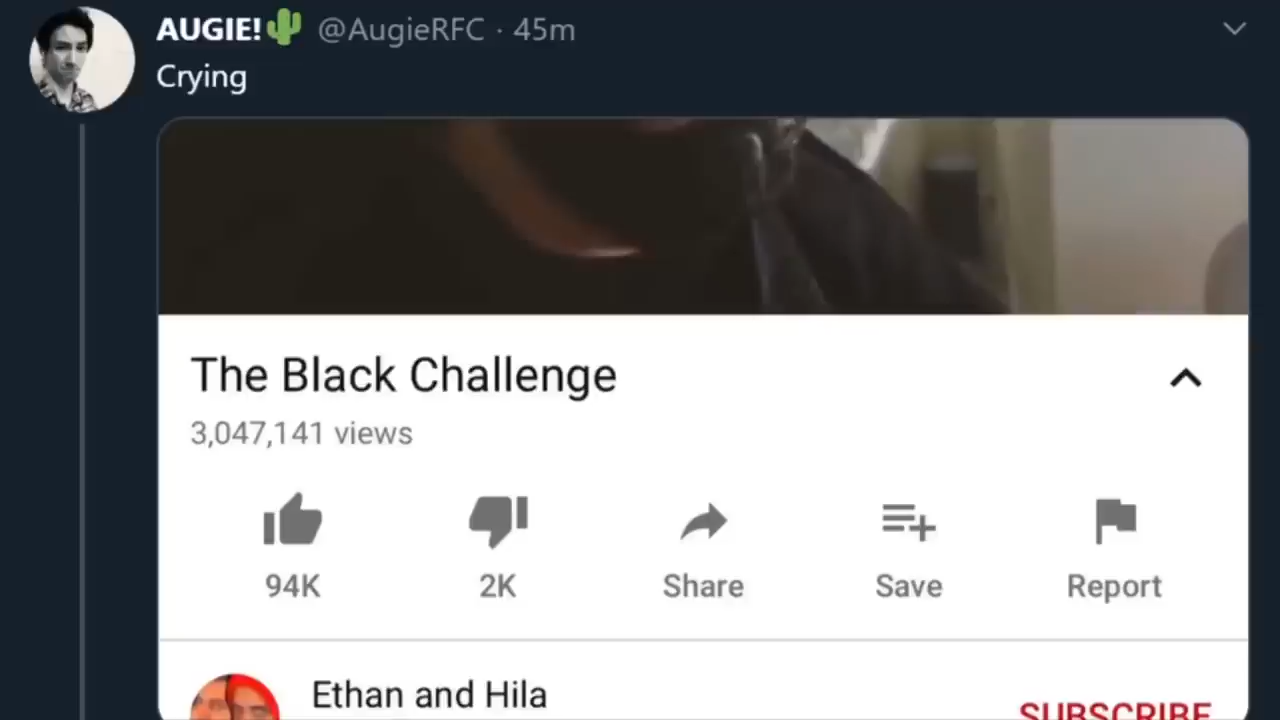 AUGIE!🌵 @AugieRFC · 45m
Crying
The Black Challenge
3,047,141 views
94K 2K Share Save Report
Ethan and Hila
SUBSCRIBE